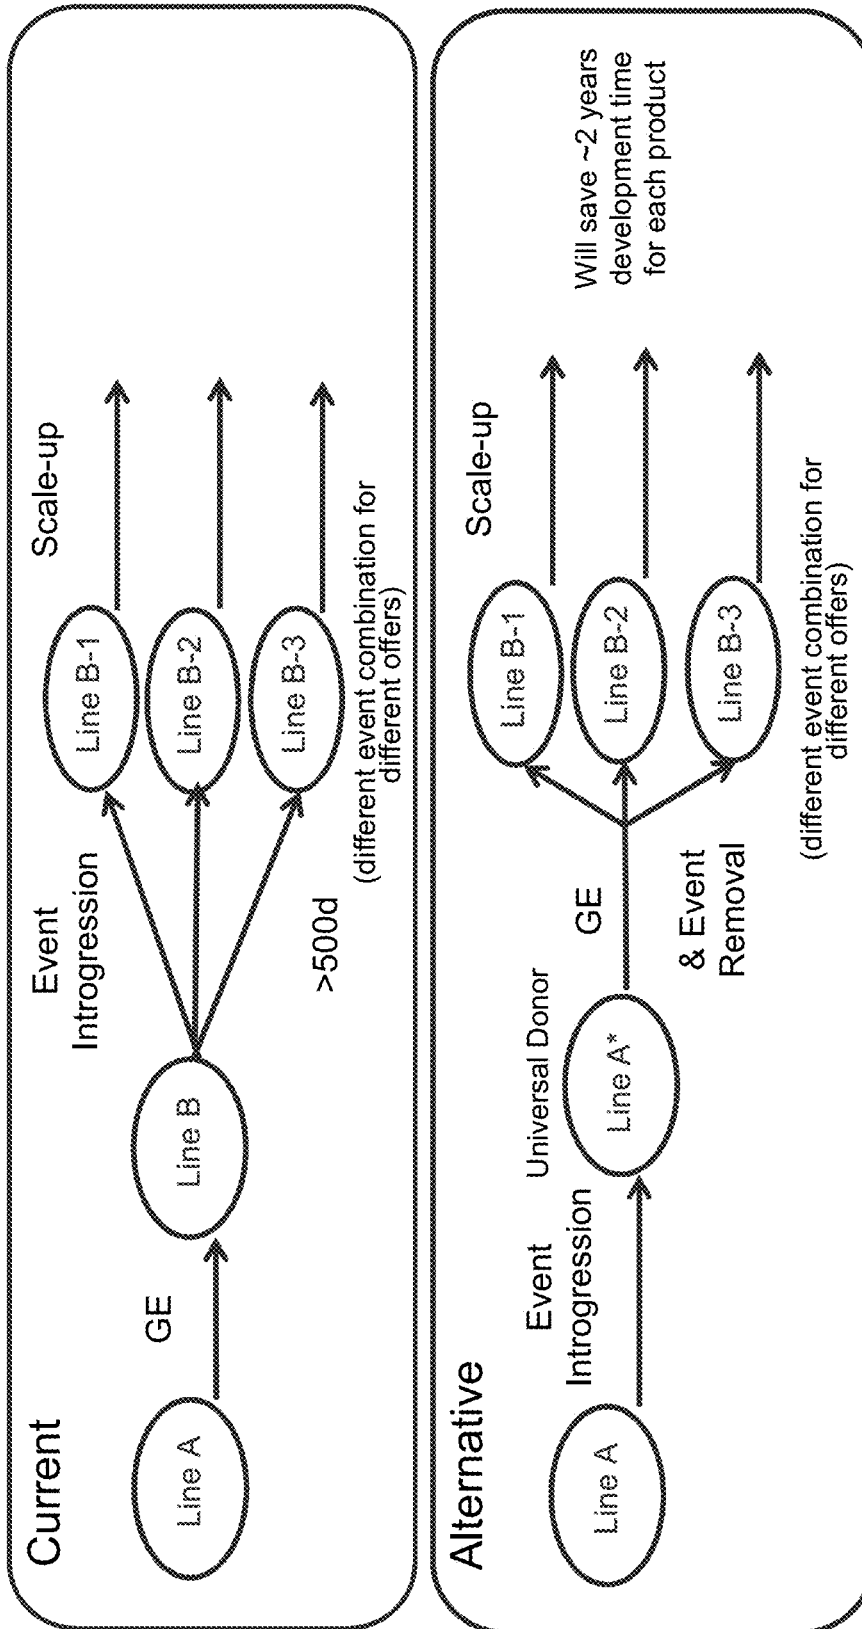 Current
Line A
GE
Line B
Event
Introgression
>500d
Line B-1
Line B-2
Line B-3
(different event combination for
different offers)
Scale-up
Alternative
Line A
Event
Introgression
Universal Donor
Line A*
GE
& Event
Removal
Line B-1
Line B-2
Line B-3
(different event combination for
different offers)
Scale-up
Will save ~2 years
development time
for each product